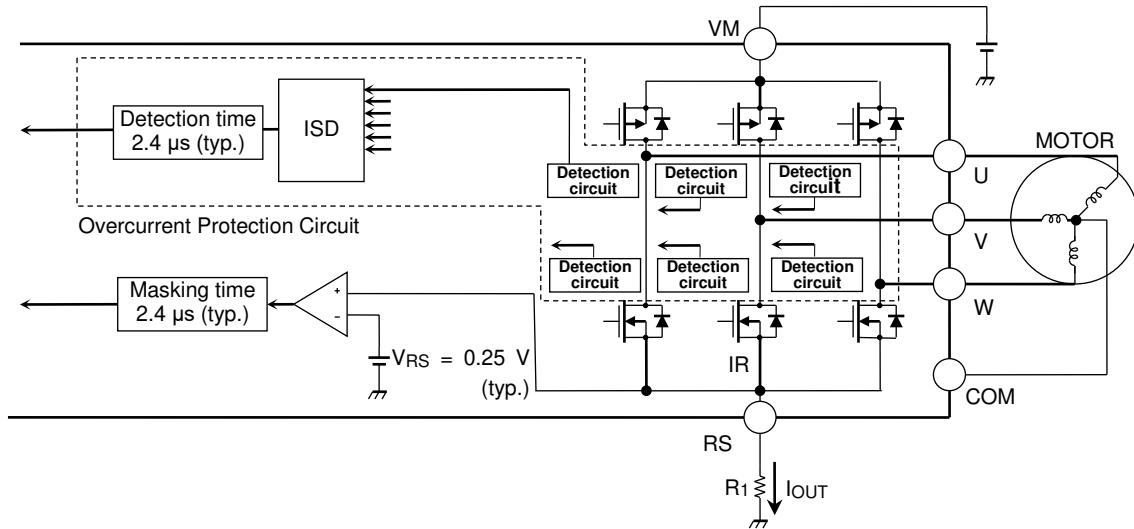 VM
Detection time
2.4 µs (typ.)
ISD
MOTOR
Detection
circuit
Detection
circuit
Detection
circuit
U
Overcurrent Protection Circuit
V
Detection
circuit
Detection
circuit
Detection
circuit
Masking time
2.4 µs (typ.)
+
−
W
VRS = 0.25 V
(typ.)
IR
COM
RS
R1
IOUT